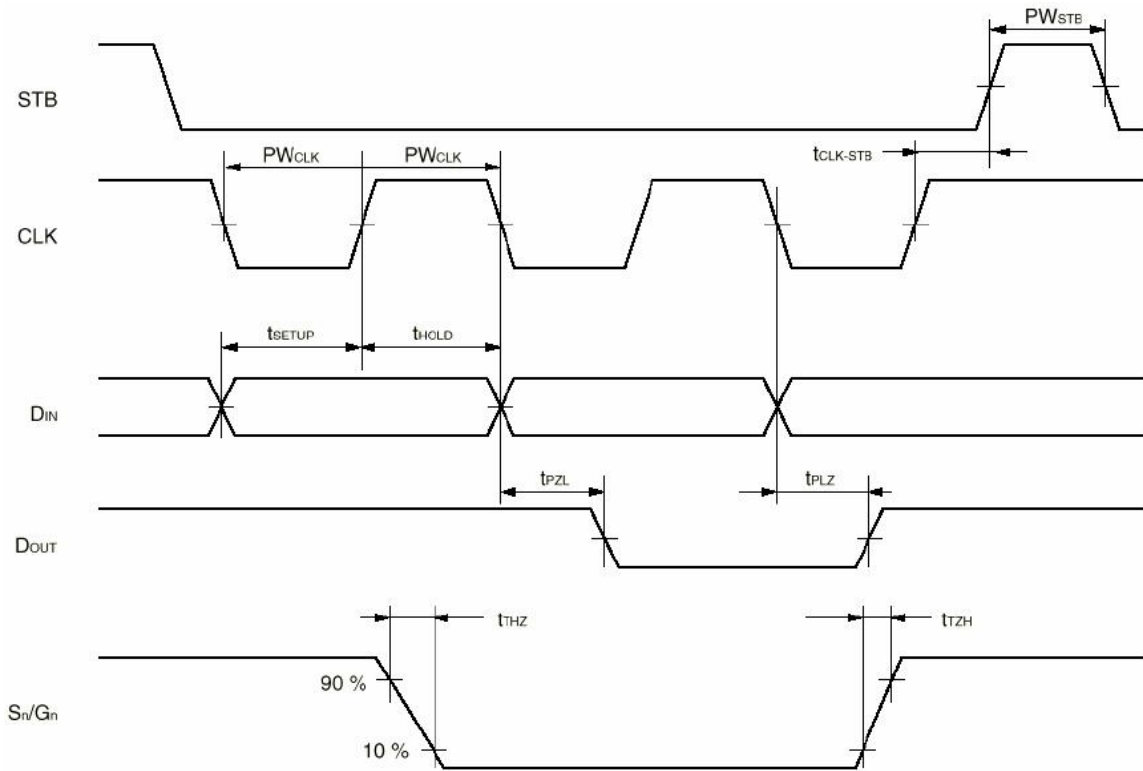 PWSTB
STB
tCLK-STB
PWCLK PWCLK
CLK
tSETUP tHOLD
DIN
tPZL tPLZ
DOUT
tTHZ tTZH
90 %
Sn/Gn
10 %